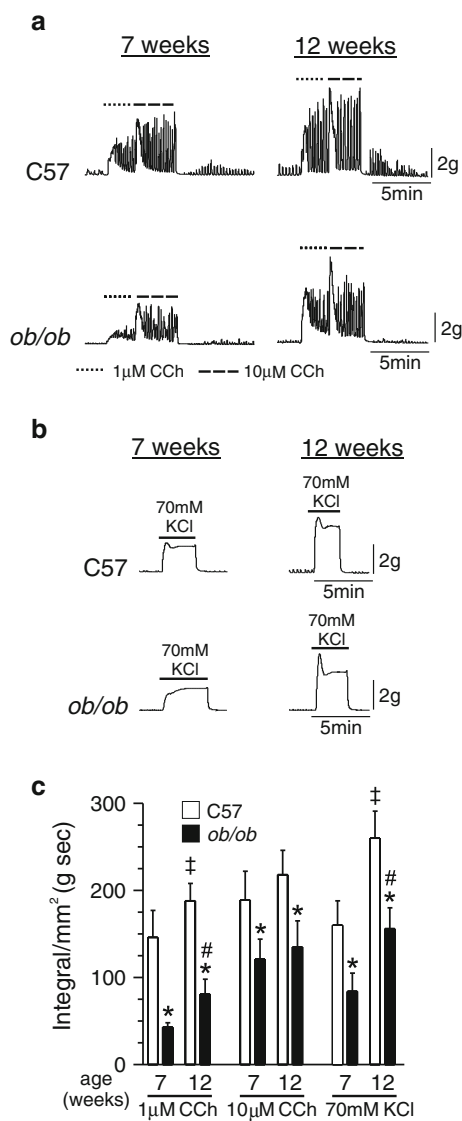 a
7 weeks 12 weeks
C57
2g
5min
ob/ob
2g
5min
1μM CCh 10μM CCh
b
7 weeks 12 weeks
70mM
KCl
70mM
KCl
C57
2g
5min
70mM
KCl
70mM
KCl
ob/ob
2g
5min
c
300
200
100
0
Integral/mm² (g sec)
C57
ob/ob
‡
‡
* # * * * * # *
age
(weeks)
7 12 7 12 7 12
1μM CCh 10μM CCh 70mM KCl